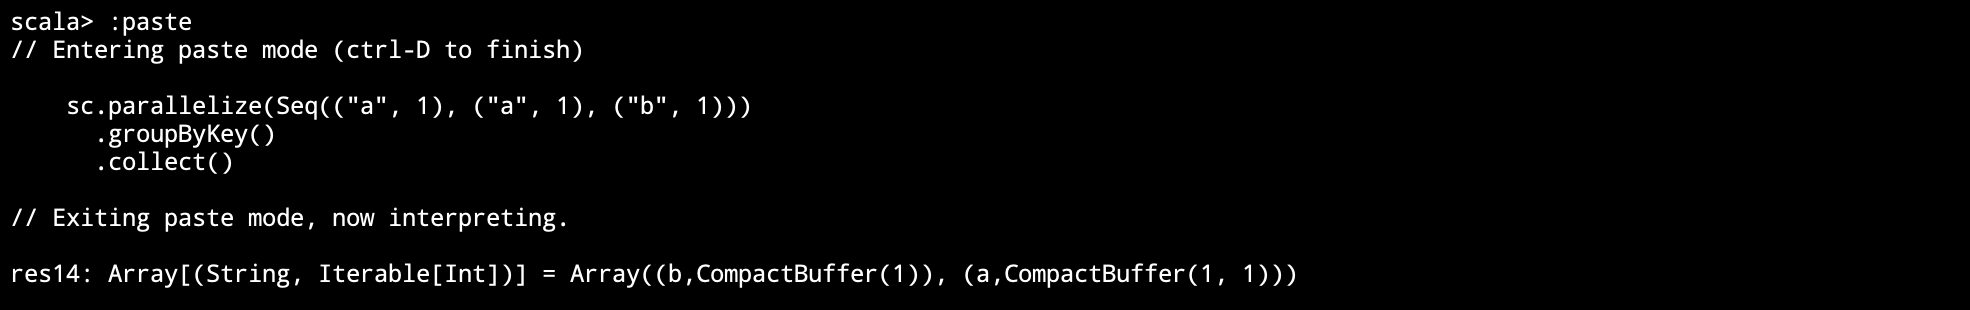 scala> :paste
// Entering paste mode (ctrl-D to finish)
sc.parallelize(Seq(("a", 1), ("a", 1), ("b", 1)))
.groupByKey()
.collect()
// Exiting paste mode, now interpreting.
res14: Array[(String, Iterable[Int])] = Array((b,CompactBuffer(1)), (a,CompactBuffer(1, 1)))